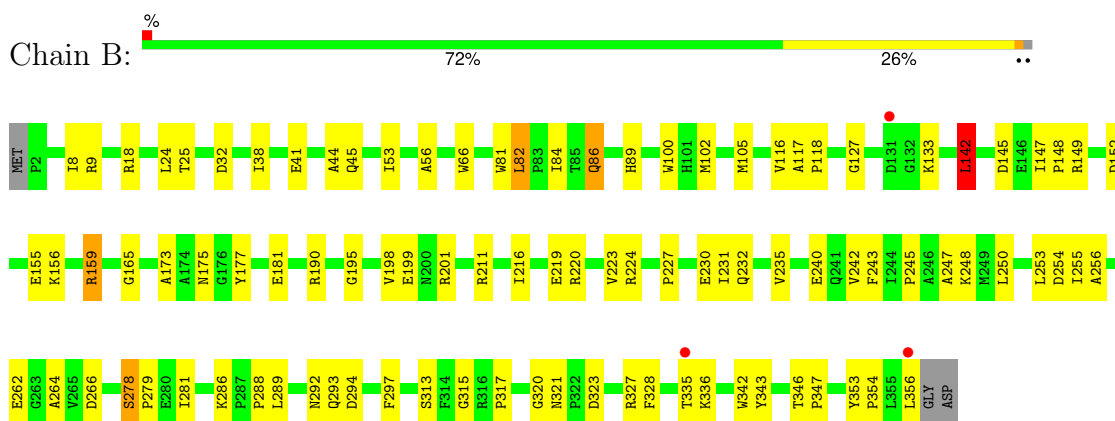 %
Chain B:
72% 26% ••
MET P2 I8 R9 R18 L24 T25 D32 I38 E41 A44 Q45 I53 A56 W66 W81 L82 P83 I84 T85 Q86 H89 W100 H101 M102 M105 V116 A117 P118 G127 D131 G132 K133 L142 D145 E146 I147 P148 R149 D152
E155 K156 R159 G165 A173 A174 N175 G176 Y177 E181 R190 G195 V198 E199 N200 R201 R211 I216 E219 R220 V223 R224 P227 E230 I231 Q232 V235 E240 Q241 V242 F243 I244 P245 A246 A247 K248 M249 L250 L253 D254 I255 A256
E262 G263 A264 V265 D266 S278 P279 E280 I281 K286 P287 P288 L289 N292 Q293 D294 F297 S313 F314 G315 R316 P317 G320 N321 P322 D323 R327 F328 T335 K336 W342 Y343 T346 P347 Y353 P354 L355 L356 GLY ASP